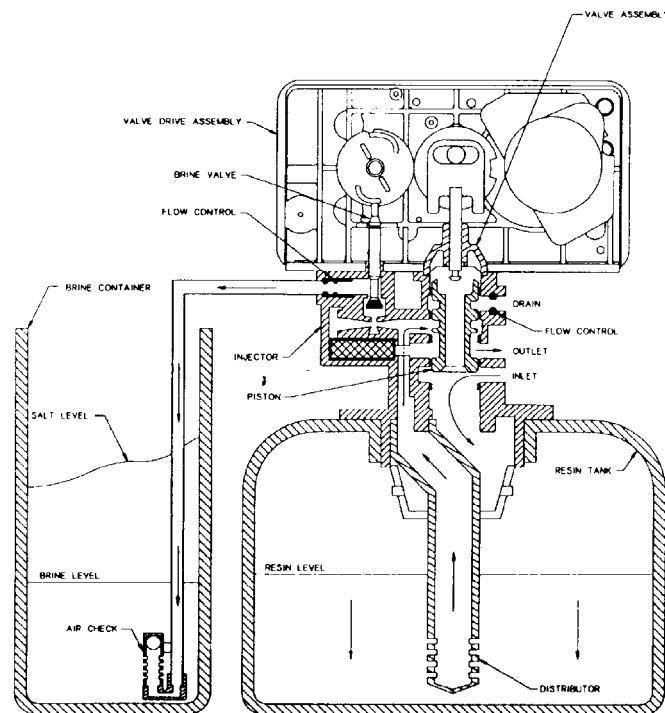 VALVE ASSEMBLY
VALVE DRIVE ASSEMBLY
BRINE VALVE
FLOW CONTROL
BRINE CONTAINER
DRAIN
FLOW CONTROL
INJECTOR
OUTLET
INLET
PISTON
SALT LEVEL
RESIN TANK
BRINE LEVEL
RESIN LEVEL
AIR CHECK
DISTRIBUTOR